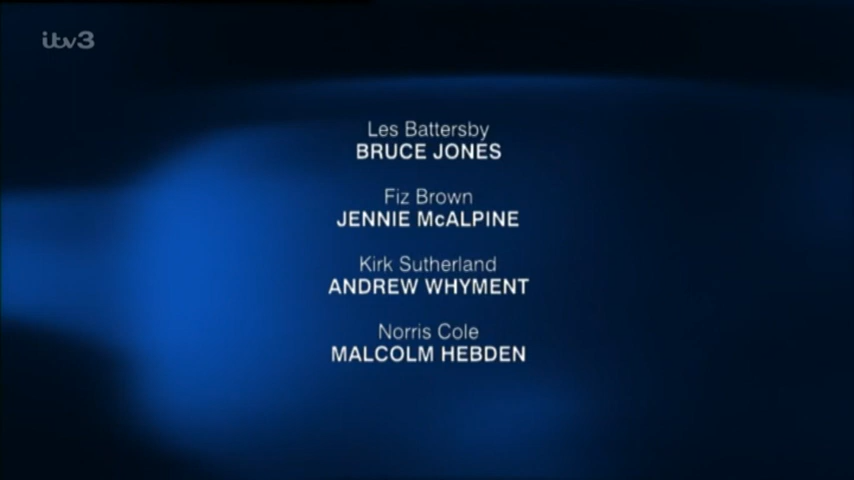 itv3
Les Battersby
BRUCE JONES
Fiz Brown
JENNIE McALPINE
Kirk Sutherland
ANDREW WHYMENT
Norris Cole
MALCOLM HEBDEN